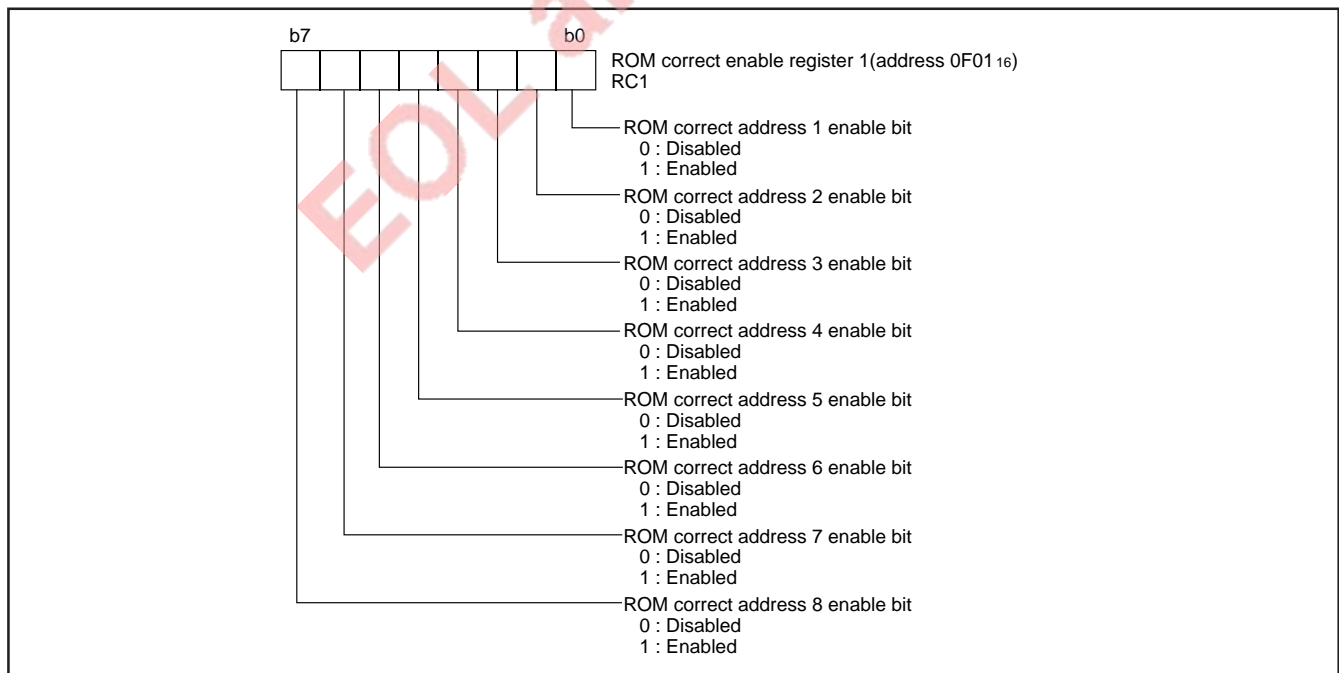 b7 b0
ROM correct enable register 1(address 0F0116)
RC1
ROM correct address 1 enable bit
0 : Disabled
1 : Enabled
ROM correct address 2 enable bit
0 : Disabled
1 : Enabled
ROM correct address 3 enable bit
0 : Disabled
1 : Enabled
ROM correct address 4 enable bit
0 : Disabled
1 : Enabled
ROM correct address 5 enable bit
0 : Disabled
1 : Enabled
ROM correct address 6 enable bit
0 : Disabled
1 : Enabled
ROM correct address 7 enable bit
0 : Disabled
1 : Enabled
ROM correct address 8 enable bit
0 : Disabled
1 : Enabled
EOL